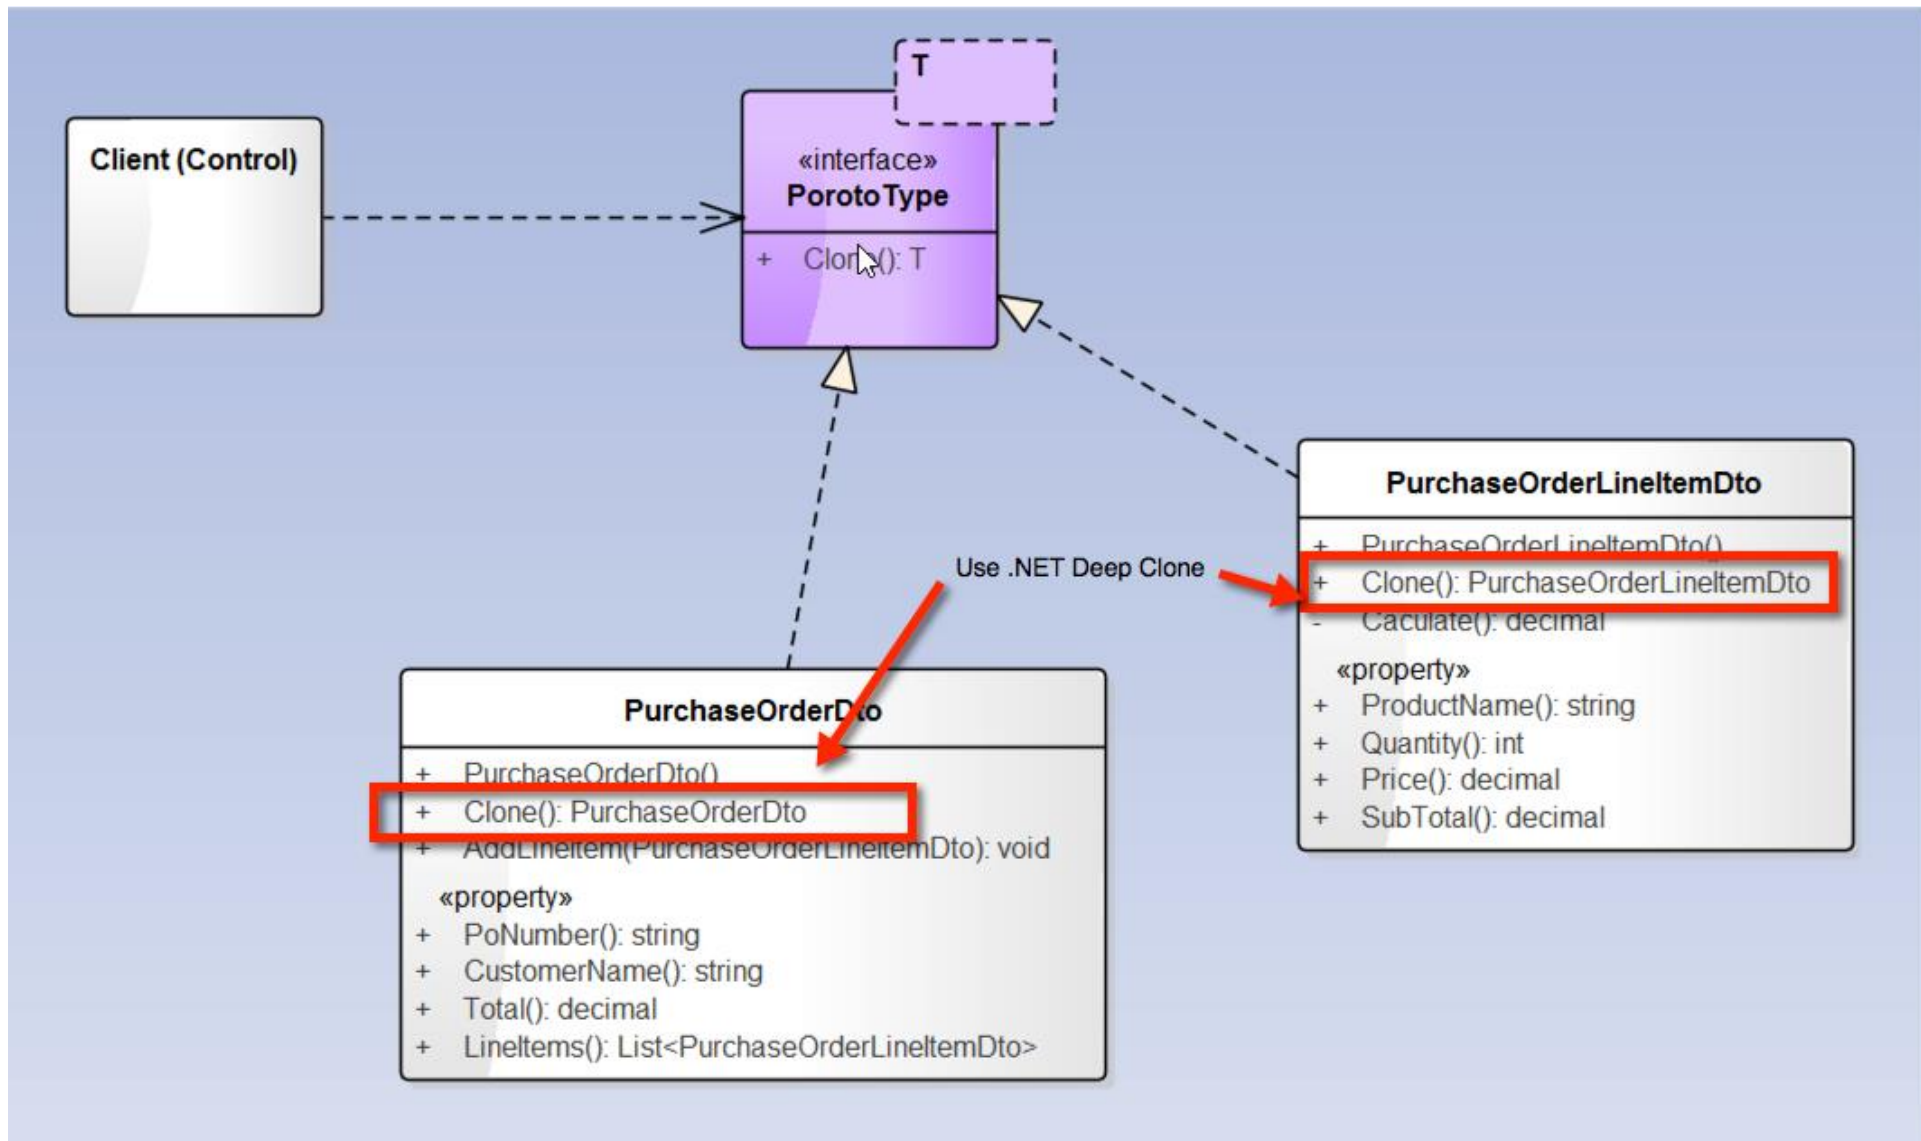 T
Client (Control)
«interface»
PorotoType
+ Clone(): T
PurchaseOrderLineItemDto
+ PurchaseOrderLineItemDto()
+ Clone(): PurchaseOrderLineItemDto
- Caculate(): decimal
«property»
+ ProductName(): string
+ Quantity(): int
+ Price(): decimal
+ SubTotal(): decimal
Use .NET Deep Clone
PurchaseOrderDto
+ PurchaseOrderDto()
+ Clone(): PurchaseOrderDto
+ AddLineItem(PurchaseOrderLineItemDto): void
«property»
+ PoNumber(): string
+ CustomerName(): string
+ Total(): decimal
+ LineItems(): List<PurchaseOrderLineItemDto>